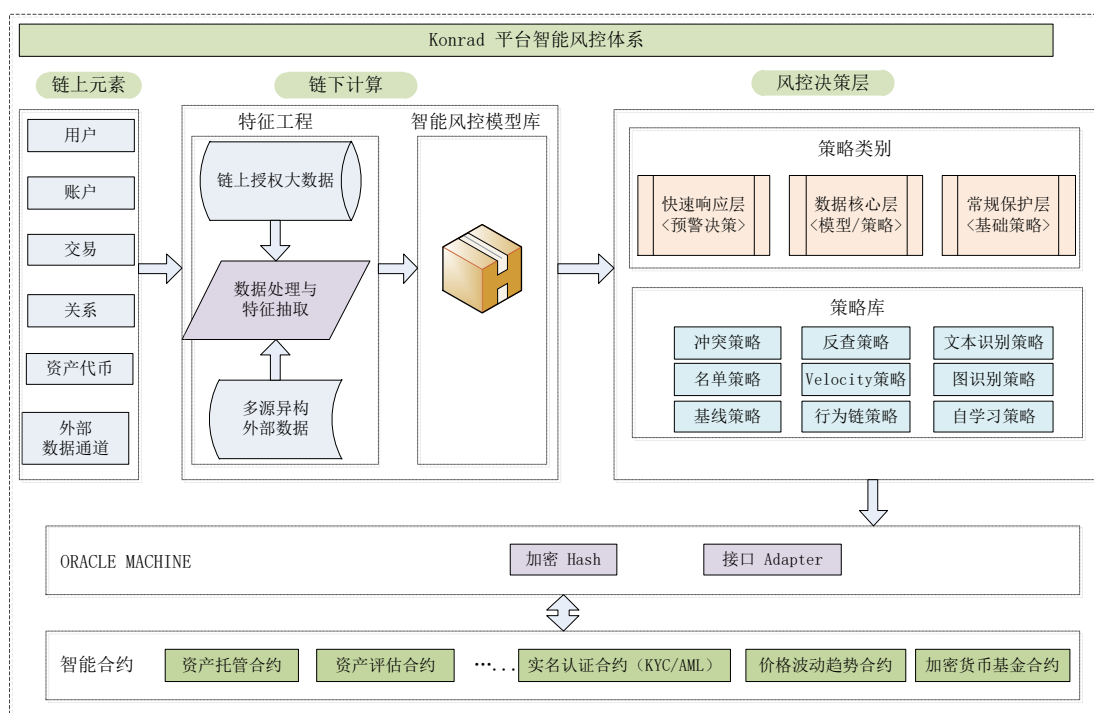 Konrad 平台智能风控体系
链上元素
链下计算
风控决策层
用户
账户
交易
关系
资产代币
外部
数据通道
特征工程
链上授权大数据
数据处理与
特征抽取
多源异构
外部数据
智能风控模型库
策略类别
快速响应层
<预警决策>
数据核心层
<模型/策略>
常规保护层
<基础策略>
策略库
冲突策略
反查策略
文本识别策略
名单策略
Velocity策略
图识别策略
基线策略
行为链策略
自学习策略
ORACLE MACHINE
加密 Hash
接口 Adapter
智能合约
资产托管合约
资产评估合约
…...
实名认证合约（KYC/AML）
价格波动趋势合约
加密货币基金合约